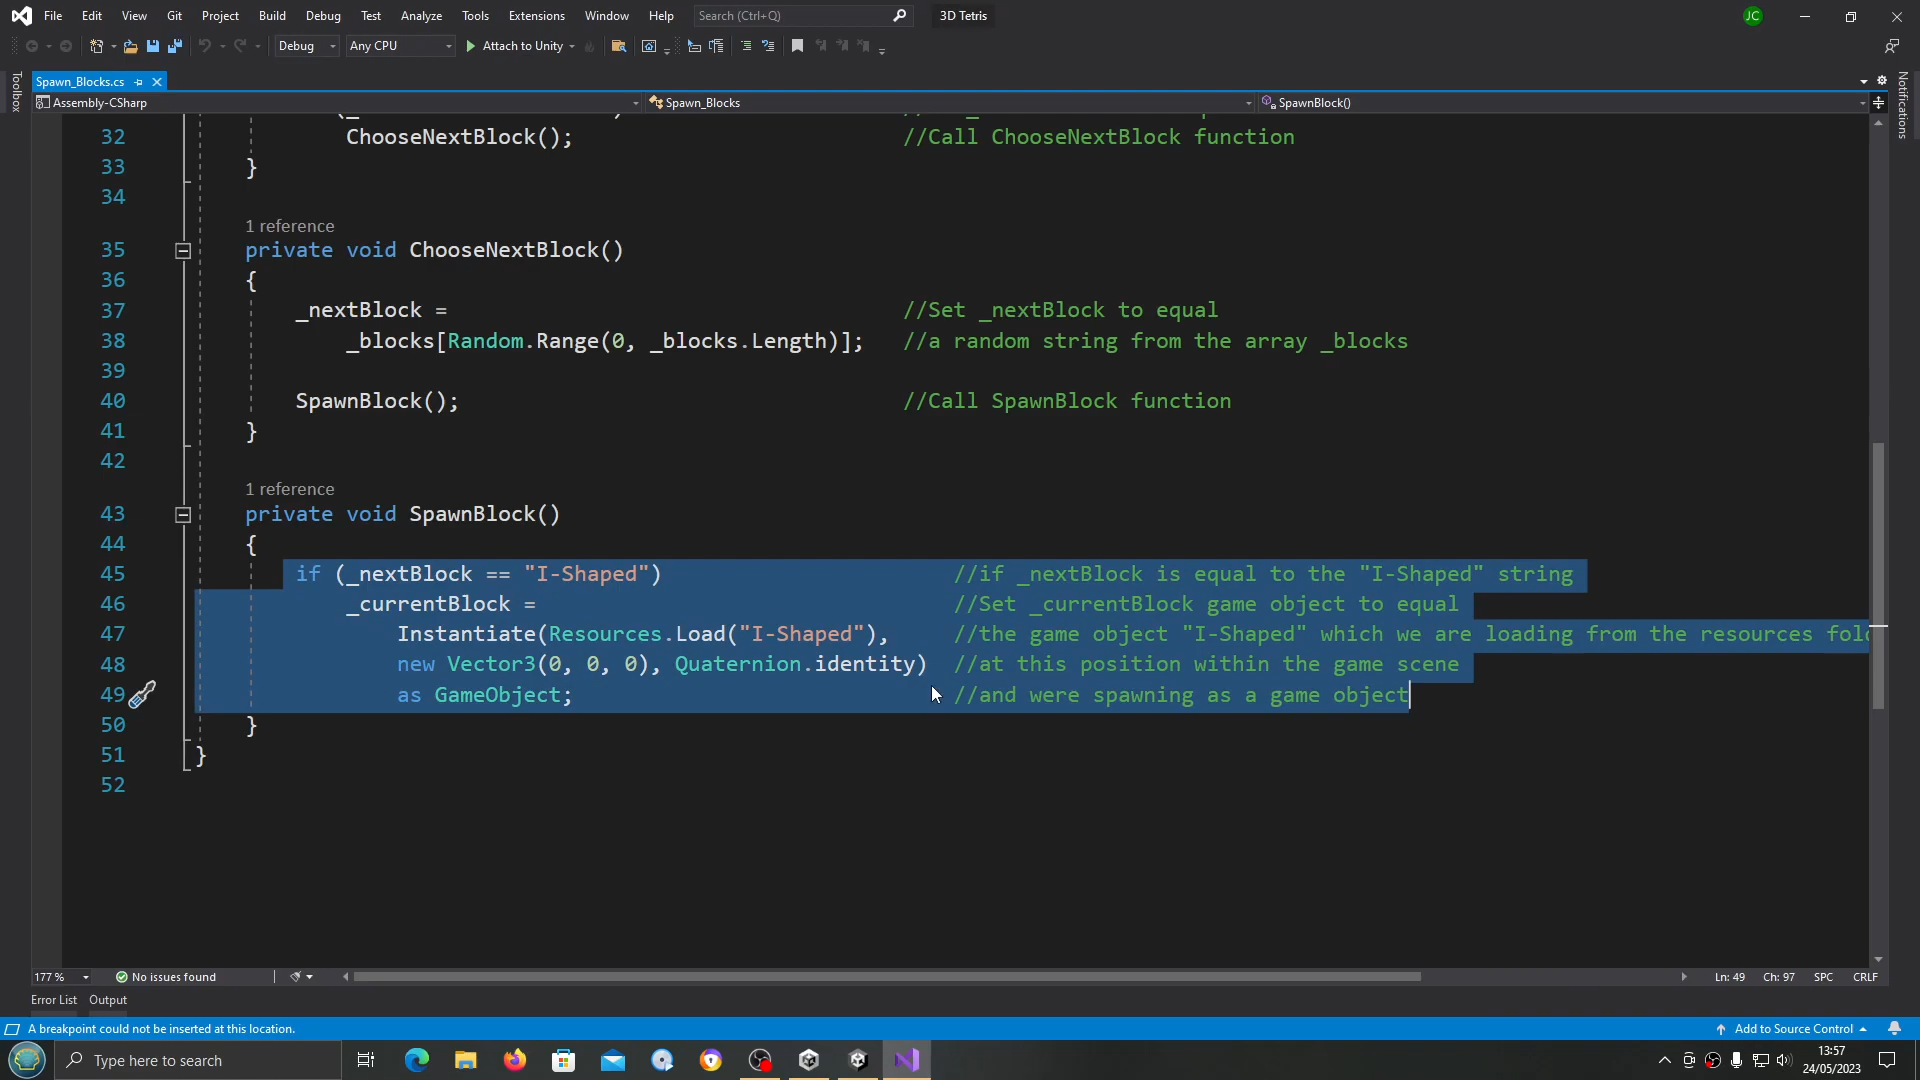 File Edit View Git Project Build Debug Test Analyze Tools Extensions Window Help Search (Ctrl+Q) 3D Tetris JC
Debug Any CPU Attach to Unity
Toolbox
Spawn_Blocks.cs
Notifications
Assembly-CSharp Spawn_Blocks SpawnBlock()
32 ChooseNextBlock(); //Call ChooseNextBlock function
33 }
34
1 reference
35 private void ChooseNextBlock()
36 {
37 _nextBlock = //Set _nextBlock to equal
38 _blocks[Random.Range(0, _blocks.Length)]; //a random string from the array _blocks
39
40 SpawnBlock(); //Call SpawnBlock function
41 }
42
1 reference
43 private void SpawnBlock()
44 {
45 if (_nextBlock == "I-Shaped") //if _nextBlock is equal to the "I-Shaped" string
46 _currentBlock = //Set _currentBlock game object to equal
47 Instantiate(Resources.Load("I-Shaped"), //the game object "I-Shaped" which we are loading from the resources fol
48 new Vector3(0, 0, 0), Quaternion.identity) //at this position within the game scene
49 as GameObject; //and were spawning as a game object
50 }
51 }
52
177 % No issues found Ln: 49 Ch: 97 SPC CRLF
Error List Output
A breakpoint could not be inserted at this location. Add to Source Control
Type here to search
13:57
24/05/2023